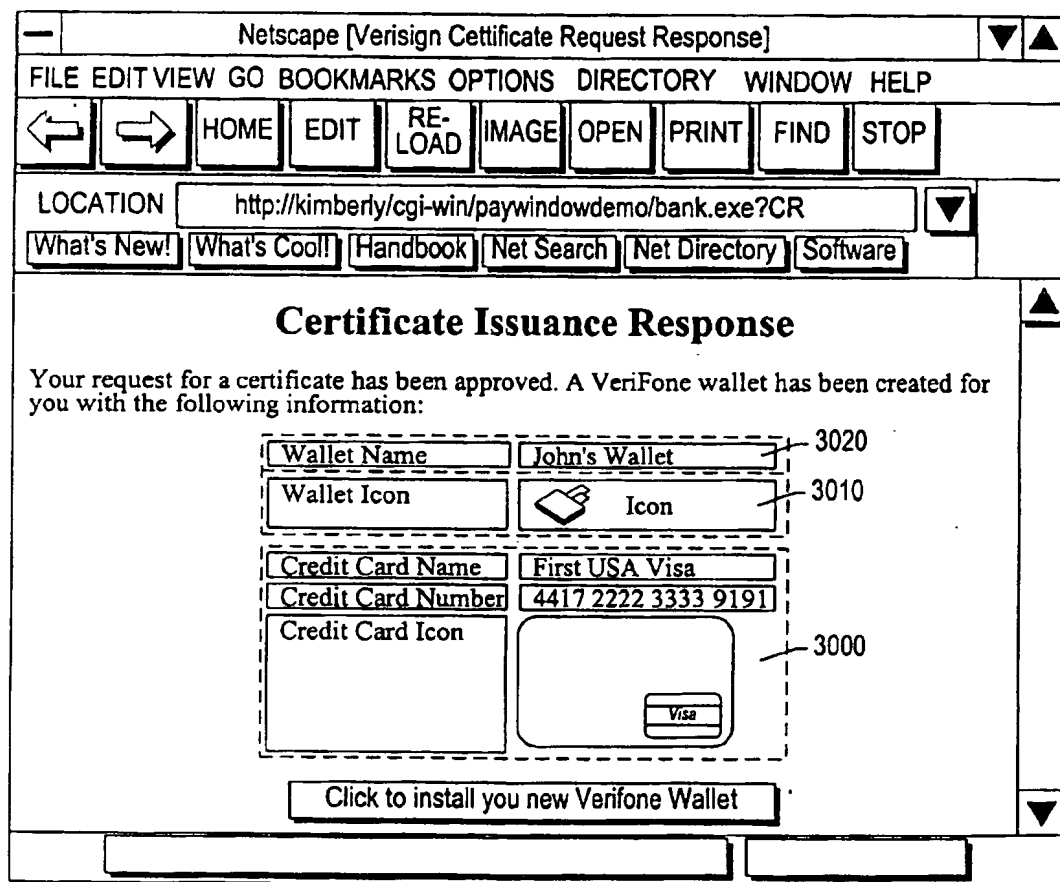 Netscape [Verisign Cettificate Request Response]
FILE EDIT VIEW GO BOOKMARKS OPTIONS DIRECTORY WINDOW HELP
HOME EDIT RE-LOAD IMAGE OPEN PRINT FIND STOP
LOCATION http://kimberly/cgi-win/paywindowdemo/bank.exe?CR
What's New! What's Cool! Handbook Net Search Net Directory Software
Certificate Issuance Response
Your request for a certificate has been approved. A VeriFone wallet has been created for
you with the following information:
Wallet Name John's Wallet 3020
Wallet Icon Icon 3010
Credit Card Name First USA Visa
Credit Card Number 4417 2222 3333 9191
Credit Card Icon 3000
Visa
Click to install you new Verifone Wallet